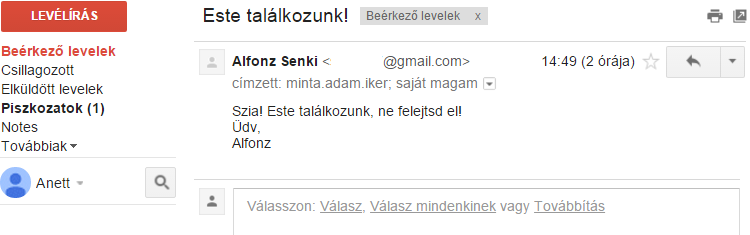 LEVÉLÍRÁS
Beérkező levelek
Csillagozott
Elküldött levelek
Piszkozatok (1)
Notes
Továbbiak
Anett
Este találkozunk! Beérkező levelek x
Alfonz Senki < @gmail.com> 14:49 (2 órája)
címzett: minta.adam.iker; saját magam
Szia! Este találkozunk, ne felejtsd el!
Üdv,
Alfonz
Válasszon: Válasz, Válasz mindenkinek vagy Továbbítás